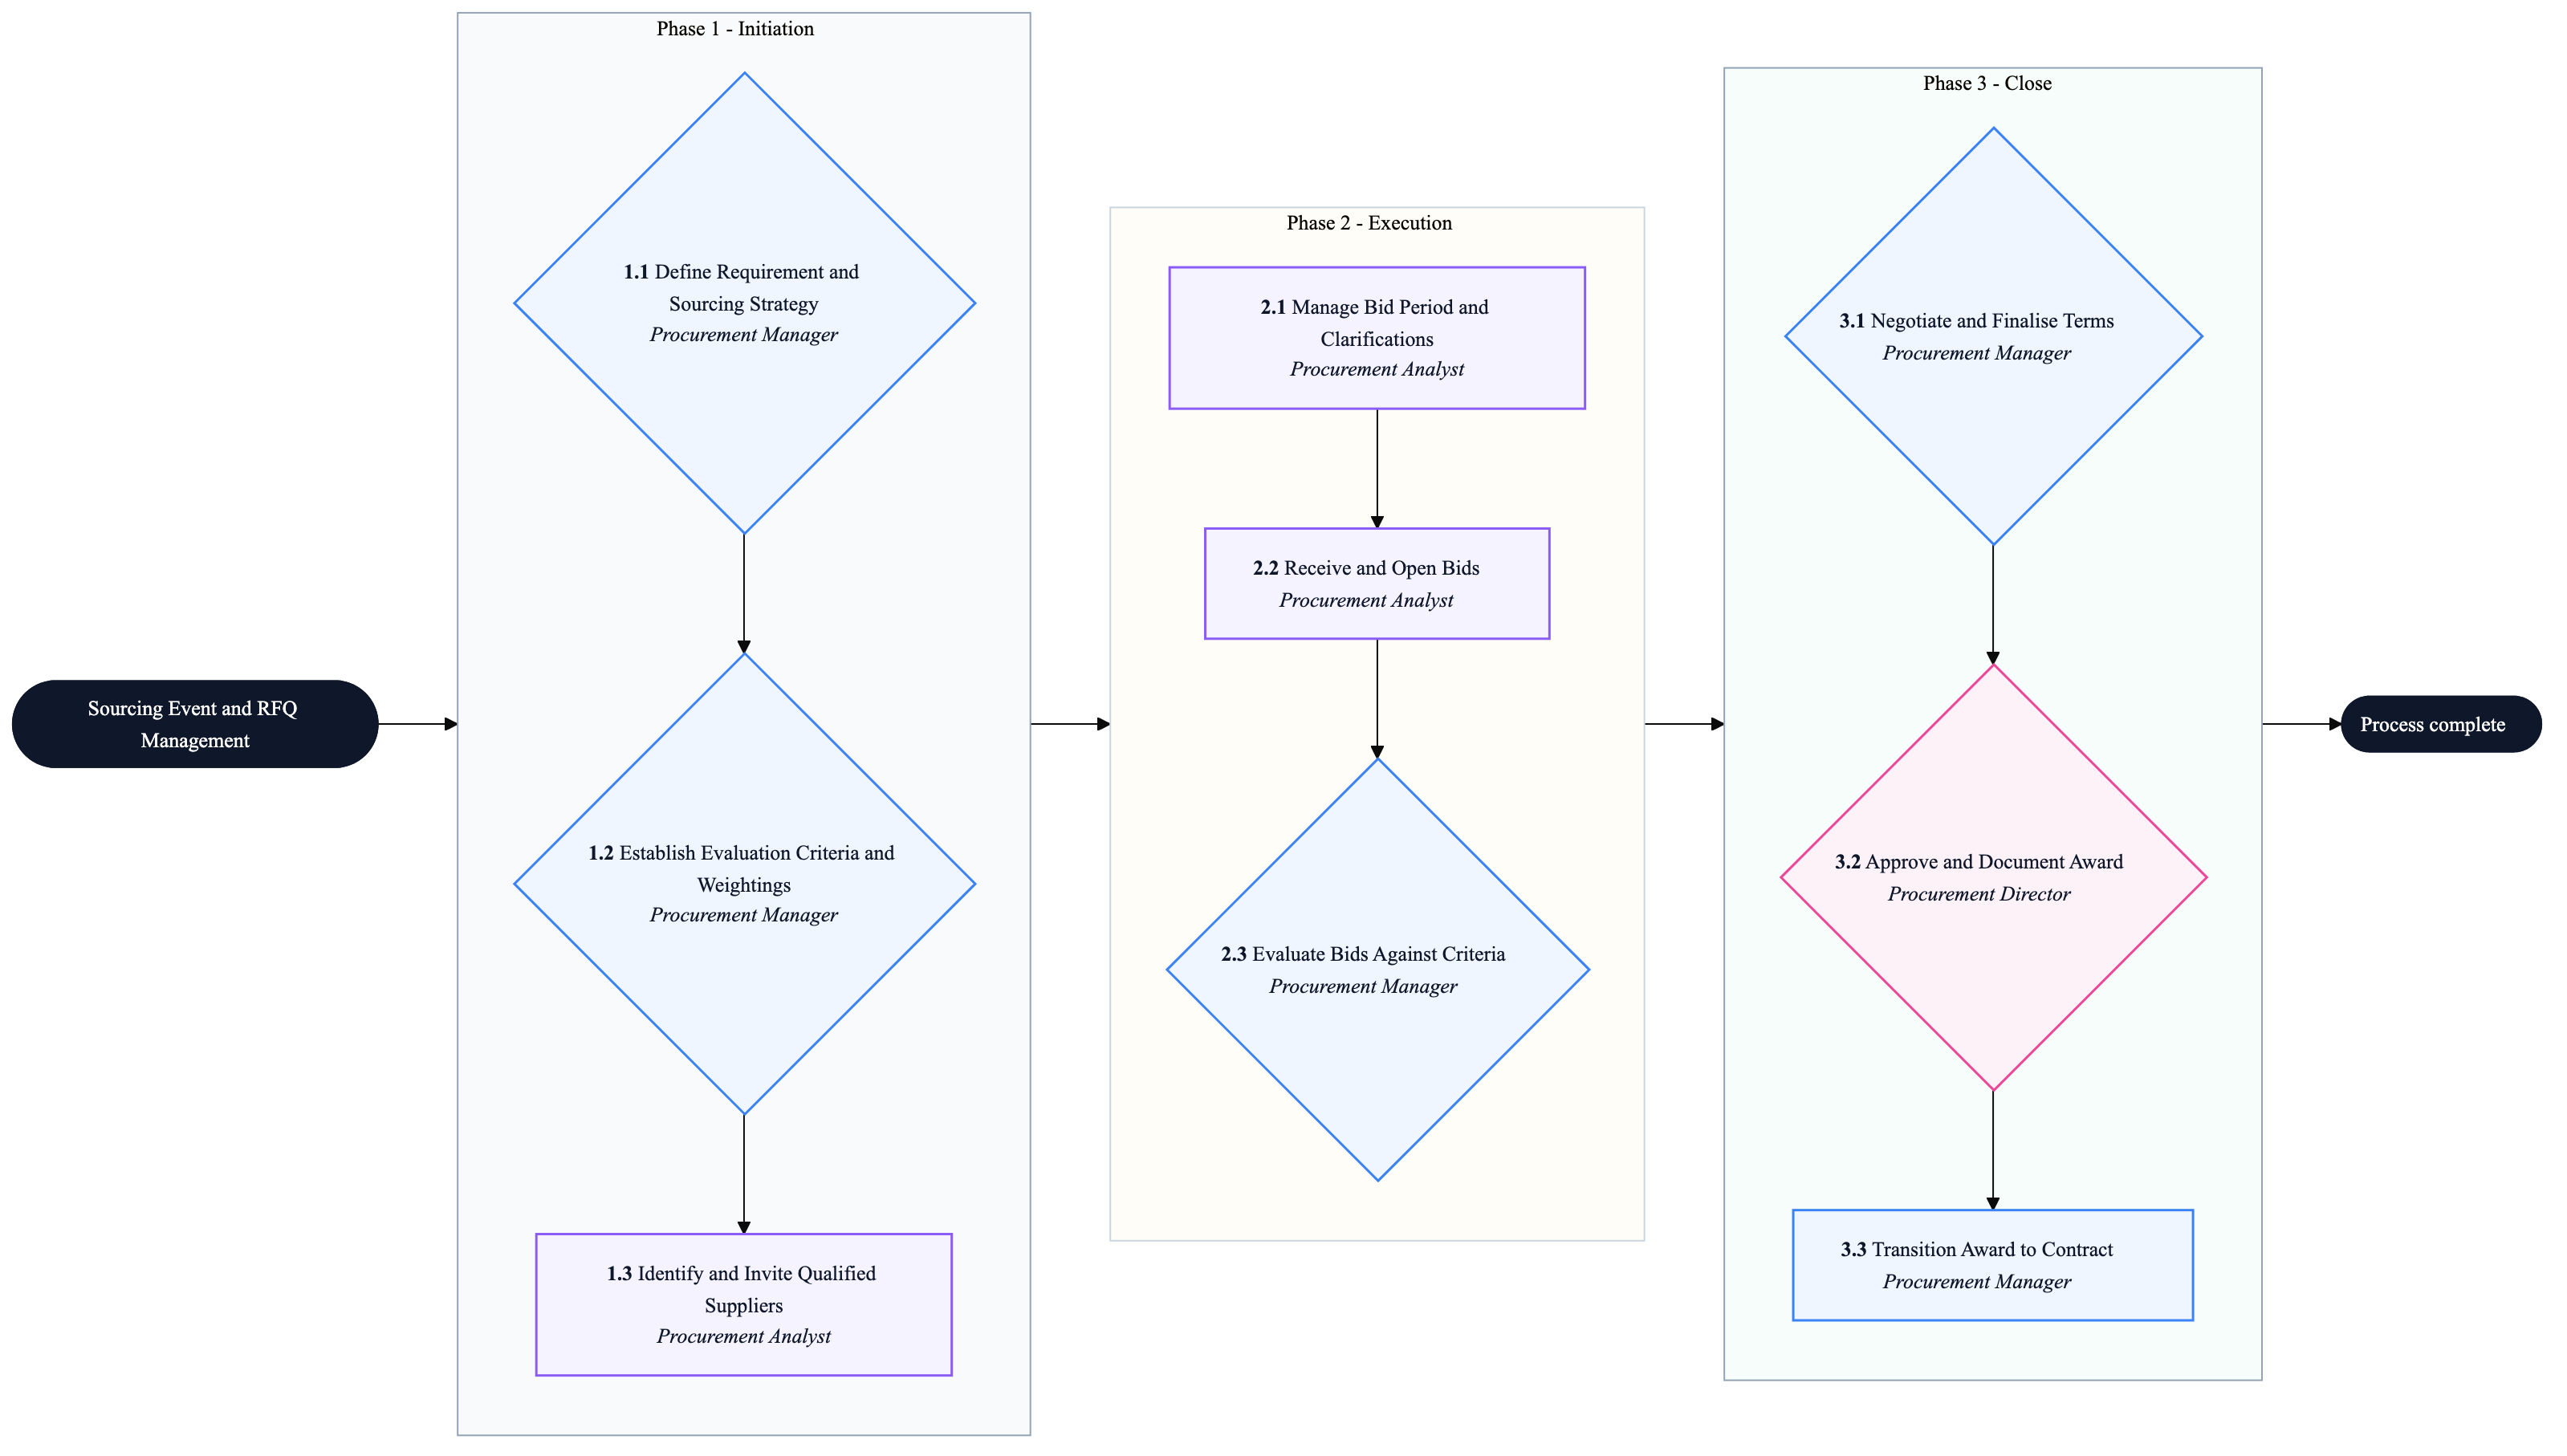 Sourcing Event and RFQ
Management
Phase 1 - Initiation
1.1 Define Requirement and
Sourcing Strategy
Procurement Manager
1.2 Establish Evaluation Criteria and
Weightings
Procurement Manager
1.3 Identify and Invite Qualified
Suppliers
Procurement Analyst
Phase 2 - Execution
2.1 Manage Bid Period and
Clarifications
Procurement Analyst
2.2 Receive and Open Bids
Procurement Analyst
2.3 Evaluate Bids Against Criteria
Procurement Manager
Phase 3 - Close
3.1 Negotiate and Finalise Terms
Procurement Manager
3.2 Approve and Document Award
Procurement Director
3.3 Transition Award to Contract
Procurement Manager
Process complete